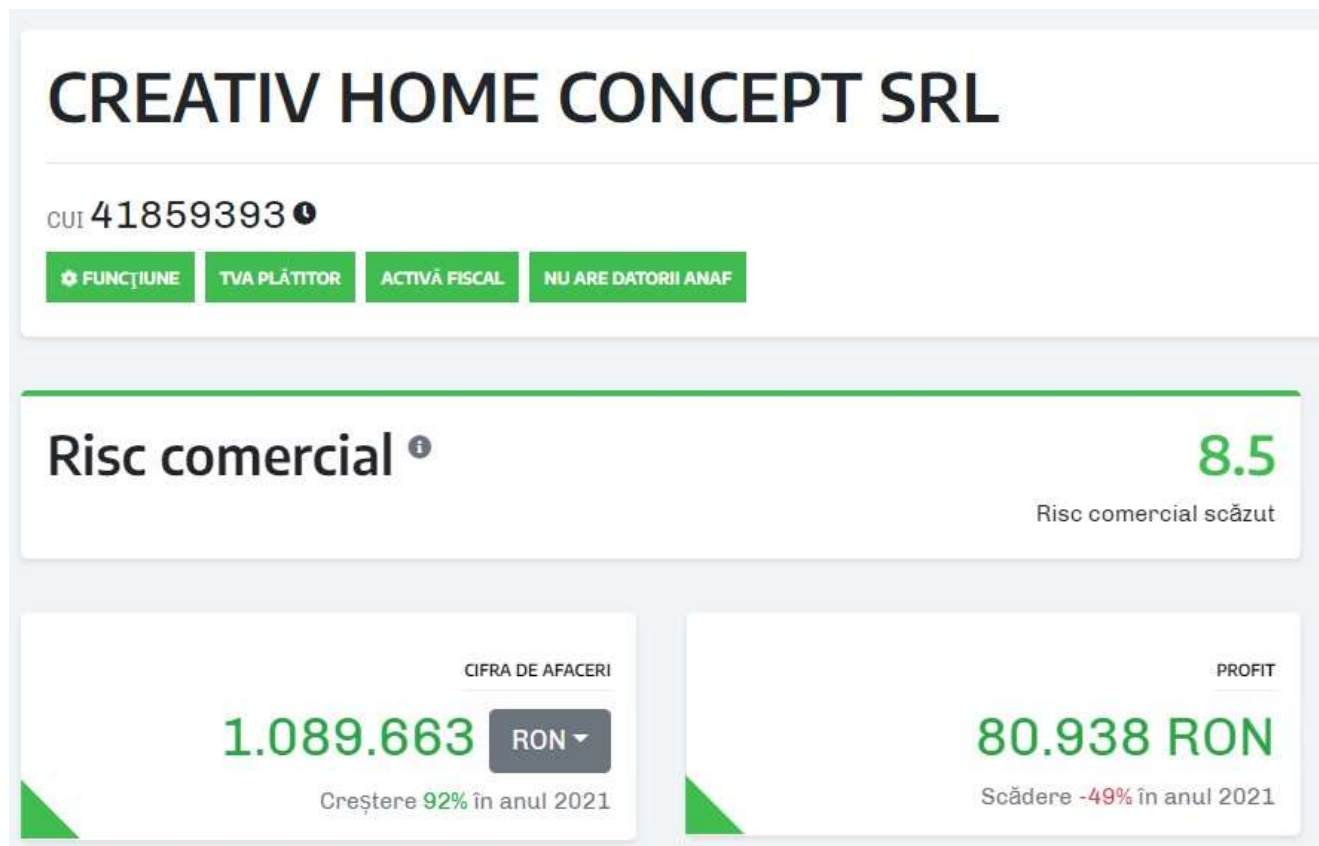 CREATIV HOME CONCEPT SRL
CUI 41859393
FUNCȚIUNE TVA PLĂTITOR ACTIVĂ FISCAL NU ARE DATORII ANAF
Risc comercial
8.5
Risc comercial scăzut
CIFRA DE AFACERI
1.089.663 RON
Creștere 92% în anul 2021
PROFIT
80.938 RON
Scădere -49% în anul 2021